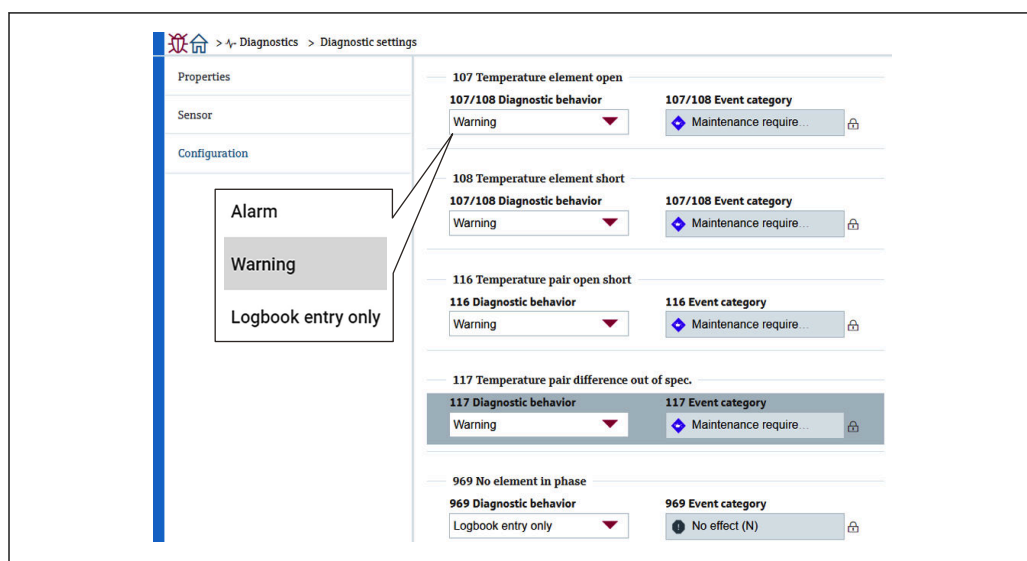 > Diagnostics > Diagnostic settings
Properties
Sensor
Configuration
Alarm
Warning
Logbook entry only
107 Temperature element open
107/108 Diagnostic behavior 107/108 Event category
Warning Maintenance require...
108 Temperature element short
107/108 Diagnostic behavior 107/108 Event category
Warning Maintenance require...
116 Temperature pair open short
116 Diagnostic behavior 116 Event category
Warning Maintenance require...
117 Temperature pair difference out of spec.
117 Diagnostic behavior 117 Event category
Warning Maintenance require...
969 No element in phase
969 Diagnostic behavior 969 Event category
Logbook entry only No effect (N)